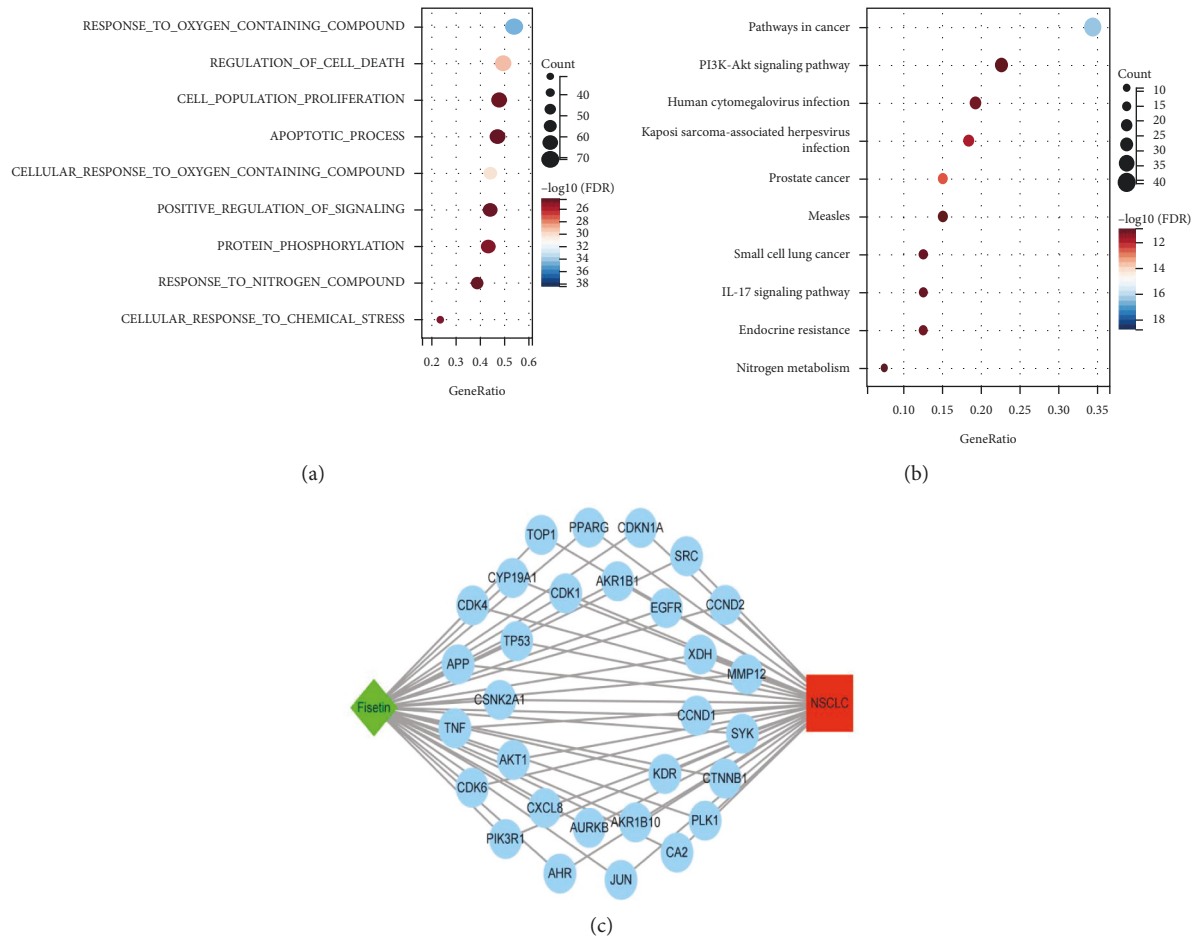 RESPONSE_TO_OXYGEN_CONTAINING_COMPOUND
REGULATION_OF_CELL_DEATH
CELL_POPULATION_PROLIFERATION
APOPTOTIC_PROCESS
CELLULAR_RESPONSE_TO_OXYGEN_CONTAINING_COMPOUND
POSITIVE_REGULATION_OF_SIGNALING
PROTEIN_PHOSPHORYLATION
RESPONSE_TO_NITROGEN_COMPOUND
CELLULAR_RESPONSE_TO_CHEMICAL_STRESS
0.2 0.3 0.4 0.5 0.6
GeneRatio
Count
40
50
60
70
–log10 (FDR)
26
28
30
32
34
36
38
(a)
Pathways in cancer
PI3K-Akt signaling pathway
Human cytomegalovirus infection
Kaposi sarcoma-associated herpesvirus
infection
Prostate cancer
Measles
Small cell lung cancer
IL-17 signaling pathway
Endocrine resistance
Nitrogen metabolism
0.10 0.15 0.20 0.25 0.30 0.35
GeneRatio
Count
10
15
20
25
30
35
40
–log10 (FDR)
12
14
16
18
(b)
TOP1
PPARG
CDKN1A
SRC
CYP19A1
CDK1
AKR1B1
CDK4
EGFR
CCND2
TP53
APP
XDH
MMP12
CSNK2A1
Fisetin
NSCLC
CCND1
TNF
SYK
AKT1
KDR
CTNNB1
CDK6
CXCL8
AURKB
AKR1B10
PLK1
PIK3R1
CA2
AHR
JUN
(c)